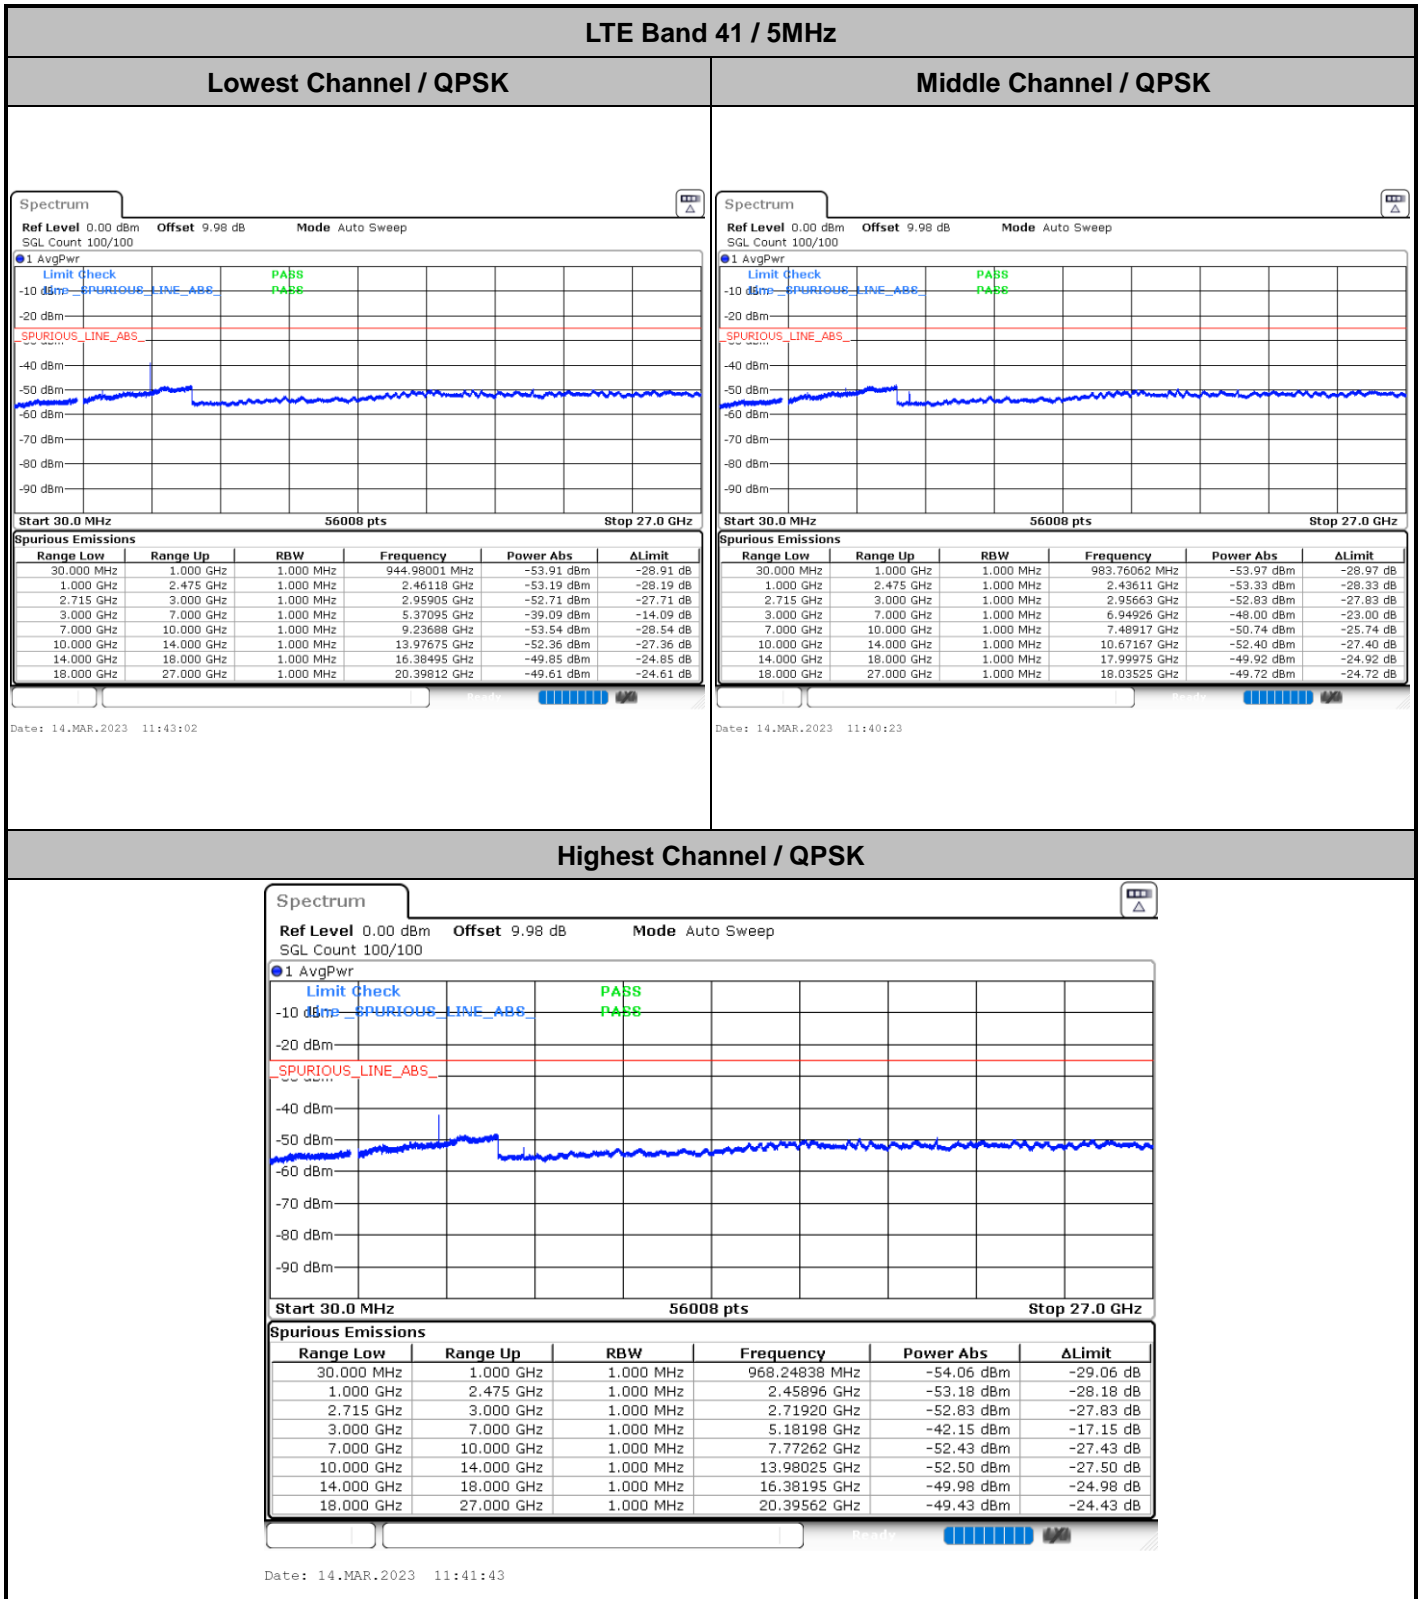 LTE Band 41 / 5MHz
Lowest Channel / QPSK
Spectrum
Ref Level 0.00 dBm Offset 9.98 dB Mode Auto Sweep
SGL Count 100/100
1 AvgPwr
Limit Check PASS
Line _SPURIOUS_LINE_ABS_ PASS
-10 dBm
-20 dBm
_SPURIOUS_LINE_ABS_
-40 dBm
-50 dBm
-60 dBm
-70 dBm
-80 dBm
-90 dBm
Start 30.0 MHz 56008 pts Stop 27.0 GHz
Spurious Emissions
Range Low Range Up RBW Frequency Power Abs ΔLimit
30.000 MHz 1.000 GHz 1.000 MHz 944.98001 MHz -53.91 dBm -28.91 dB
1.000 GHz 2.475 GHz 1.000 MHz 2.46118 GHz -53.19 dBm -28.19 dB
2.715 GHz 3.000 GHz 1.000 MHz 2.95905 GHz -52.71 dBm -27.71 dB
3.000 GHz 7.000 GHz 1.000 MHz 5.37095 GHz -39.09 dBm -14.09 dB
7.000 GHz 10.000 GHz 1.000 MHz 9.23688 GHz -53.54 dBm -28.54 dB
10.000 GHz 14.000 GHz 1.000 MHz 13.97675 GHz -52.36 dBm -27.36 dB
14.000 GHz 18.000 GHz 1.000 MHz 16.38495 GHz -49.85 dBm -24.85 dB
18.000 GHz 27.000 GHz 1.000 MHz 20.39812 GHz -49.61 dBm -24.61 dB
Ready
Date: 14.MAR.2023 11:43:02
Middle Channel / QPSK
Spectrum
Ref Level 0.00 dBm Offset 9.98 dB Mode Auto Sweep
SGL Count 100/100
1 AvgPwr
Limit Check PASS
Line _SPURIOUS_LINE_ABS_ PASS
-10 dBm
-20 dBm
_SPURIOUS_LINE_ABS_
-40 dBm
-50 dBm
-60 dBm
-70 dBm
-80 dBm
-90 dBm
Start 30.0 MHz 56008 pts Stop 27.0 GHz
Spurious Emissions
Range Low Range Up RBW Frequency Power Abs ΔLimit
30.000 MHz 1.000 GHz 1.000 MHz 983.76062 MHz -53.97 dBm -28.97 dB
1.000 GHz 2.475 GHz 1.000 MHz 2.43611 GHz -53.33 dBm -28.33 dB
2.715 GHz 3.000 GHz 1.000 MHz 2.95663 GHz -52.83 dBm -27.83 dB
3.000 GHz 7.000 GHz 1.000 MHz 6.94926 GHz -48.00 dBm -23.00 dB
7.000 GHz 10.000 GHz 1.000 MHz 7.48917 GHz -50.74 dBm -25.74 dB
10.000 GHz 14.000 GHz 1.000 MHz 10.67167 GHz -52.40 dBm -27.40 dB
14.000 GHz 18.000 GHz 1.000 MHz 17.99975 GHz -49.92 dBm -24.92 dB
18.000 GHz 27.000 GHz 1.000 MHz 18.03525 GHz -49.72 dBm -24.72 dB
Ready
Date: 14.MAR.2023 11:40:23
Highest Channel / QPSK
Spectrum
Ref Level 0.00 dBm Offset 9.98 dB Mode Auto Sweep
SGL Count 100/100
1 AvgPwr
Limit Check PASS
Line _SPURIOUS_LINE_ABS_ PASS
-10 dBm
-20 dBm
_SPURIOUS_LINE_ABS_
-40 dBm
-50 dBm
-60 dBm
-70 dBm
-80 dBm
-90 dBm
Start 30.0 MHz 56008 pts Stop 27.0 GHz
Spurious Emissions
Range Low Range Up RBW Frequency Power Abs ΔLimit
30.000 MHz 1.000 GHz 1.000 MHz 968.24838 MHz -54.06 dBm -29.06 dB
1.000 GHz 2.475 GHz 1.000 MHz 2.45896 GHz -53.18 dBm -28.18 dB
2.715 GHz 3.000 GHz 1.000 MHz 2.71920 GHz -52.83 dBm -27.83 dB
3.000 GHz 7.000 GHz 1.000 MHz 5.18198 GHz -42.15 dBm -17.15 dB
7.000 GHz 10.000 GHz 1.000 MHz 7.77262 GHz -52.43 dBm -27.43 dB
10.000 GHz 14.000 GHz 1.000 MHz 13.98025 GHz -52.50 dBm -27.50 dB
14.000 GHz 18.000 GHz 1.000 MHz 16.38195 GHz -49.98 dBm -24.98 dB
18.000 GHz 27.000 GHz 1.000 MHz 20.39562 GHz -49.43 dBm -24.43 dB
Ready
Date: 14.MAR.2023 11:41:43